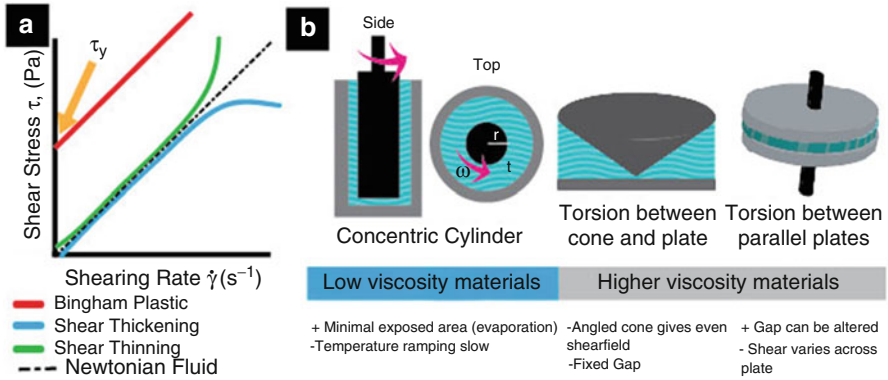 a
τy
Shear Stress τ, (Pa)
Shearing Rate γ̇ (s⁻¹)
Bingham Plastic
Shear Thickening
Shear Thinning
Newtonian Fluid
b
Side
Top
r
ω
t
Concentric Cylinder
Torsion between
cone and plate
Torsion between
parallel plates
Low viscosity materials
Higher viscosity materials
+ Minimal exposed area (evaporation)
-Temperature ramping slow
-Angled cone gives even
shearfield
-Fixed Gap
+ Gap can be altered
- Shear varies across
plate